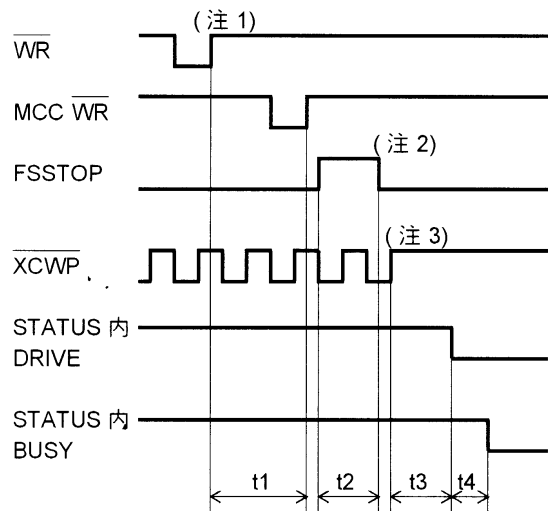 (注 1)
WR
MCC WR
(注 2)
FSSTOP
(注 3)
XCWP
STATUS 内
DRIVE
STATUS 内
BUSY
t1 t2 t3 t4